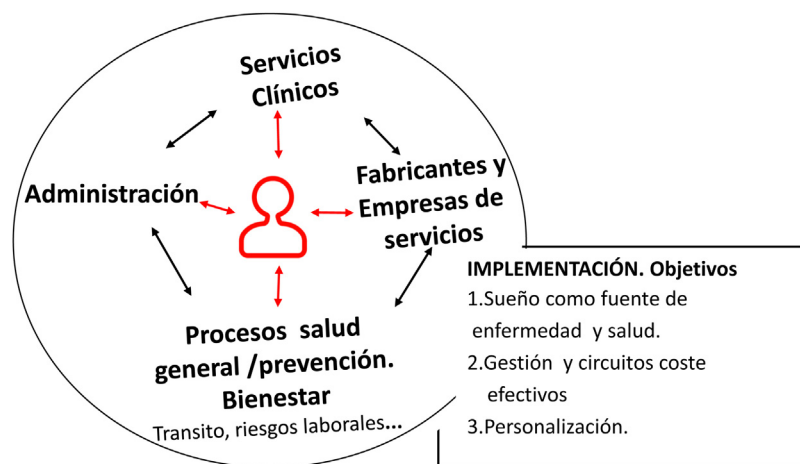 Servicios
Clínicos
Administración
Fabricantes y
Empresas de
servicios
Procesos salud
general /prevención.
Bienestar
Transito, riesgos laborales...
IMPLEMENTACIÓN. Objetivos
1.Sueño como fuente de
enfermedad y salud.
2.Gestión y circuitos coste
efectivos
3.Personalización.